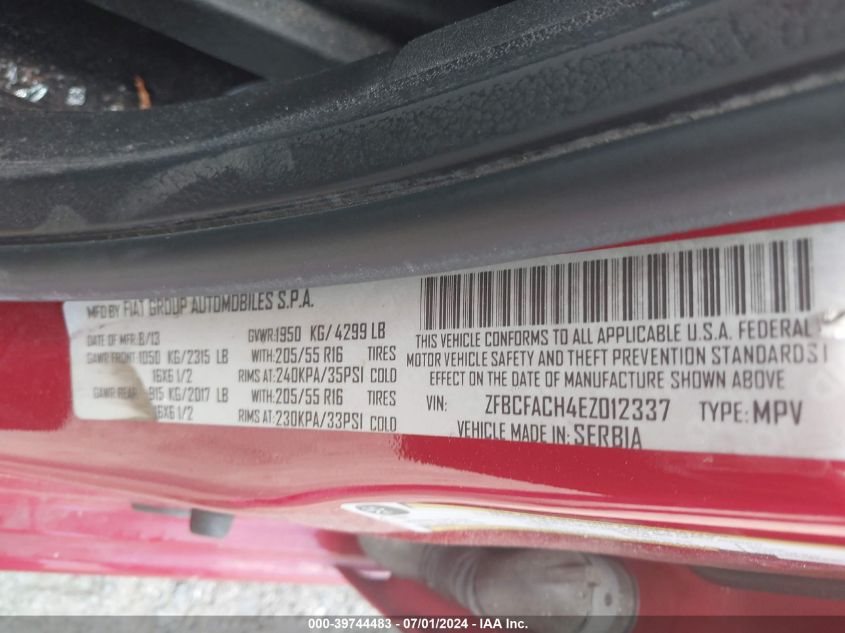 MFD BY FIAT GROUP AUTOMOBILES S.P.A.
DATE OF MFR: 8/13 GVWR: 1950 KG/ 4299 LB
GAWR FRONT: 1050 KG/2315 LB WITH: 205/55 R16 TIRES
16X6 1/2 RIMS AT: 240KPA/35PSI COLD
GAWR REAR: 915 KG/2017 LB WITH: 205/55 R16 TIRES
16X6 1/2 RIMS AT: 230KPA/33PSI COLD
THIS VEHICLE CONFORMS TO ALL APPLICABLE U.S.A. FEDERAL
MOTOR VEHICLE SAFETY AND THEFT PREVENTION STANDARDS I
EFFECT ON THE DATE OF MANUFACTURE SHOWN ABOVE
VIN: ZFBCFACH4EZ012337 TYPE: MPV
VEHICLE MADE IN: SERBIA
000-39744483 - 07/01/2024 - IAA Inc.